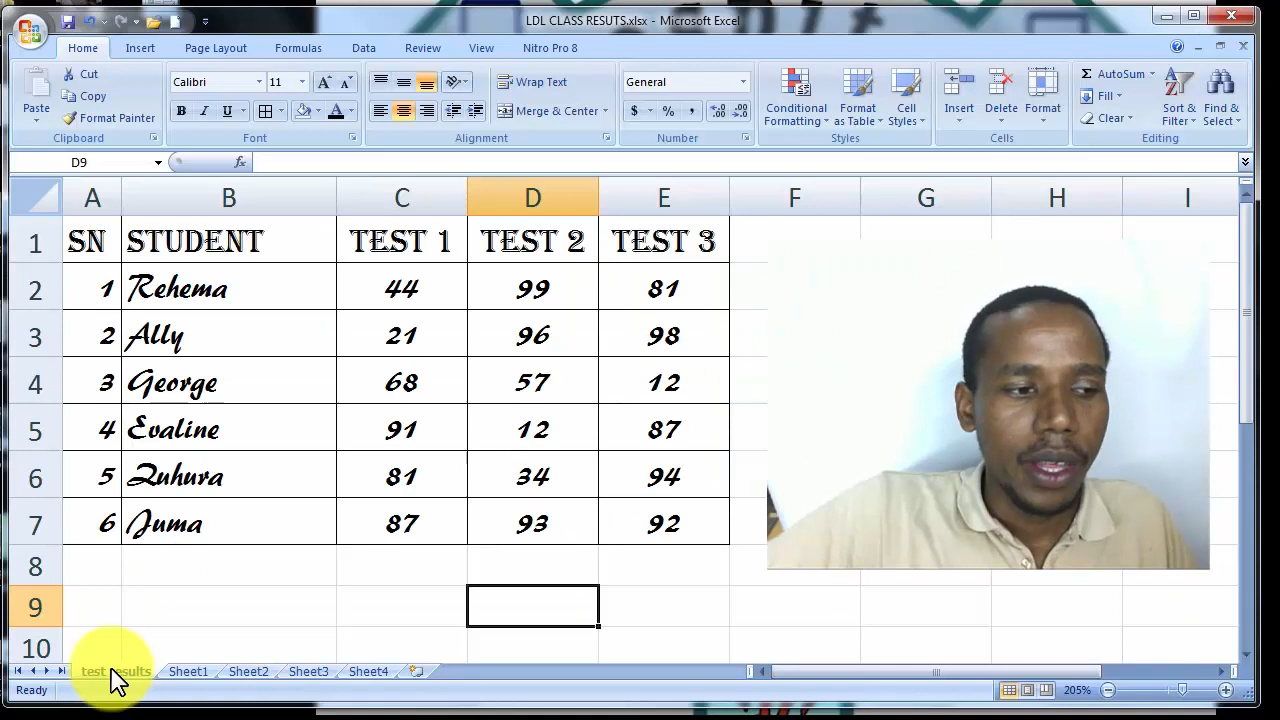 LDL CLASS RESUTS.xlsx - Microsoft Excel
Home Insert Page Layout Formulas Data Review View Nitro Pro 8
Cut
Copy
Format Painter
Paste
Clipboard
Calibri 11
B I U A
Font
Wrap Text
Merge & Center
Alignment
General
$ % ,
Number
Conditional Formatting
Format as Table
Cell Styles
Styles
Insert Delete Format
Cells
AutoSum
Fill
Clear
Sort & Filter
Find & Select
Editing
D9 fx
A B C D E F G H I
1 SN STUDENT TEST 1 TEST 2 TEST 3
2 1 Rehema 44 99 81
3 2 Ally 21 96 98
4 3 George 68 57 12
5 4 Evaline 91 12 87
6 5 Zuhura 81 34 94
7 6 Juma 87 93 92
8
9
10
test results Sheet1 Sheet2 Sheet3 Sheet4
Ready 205%